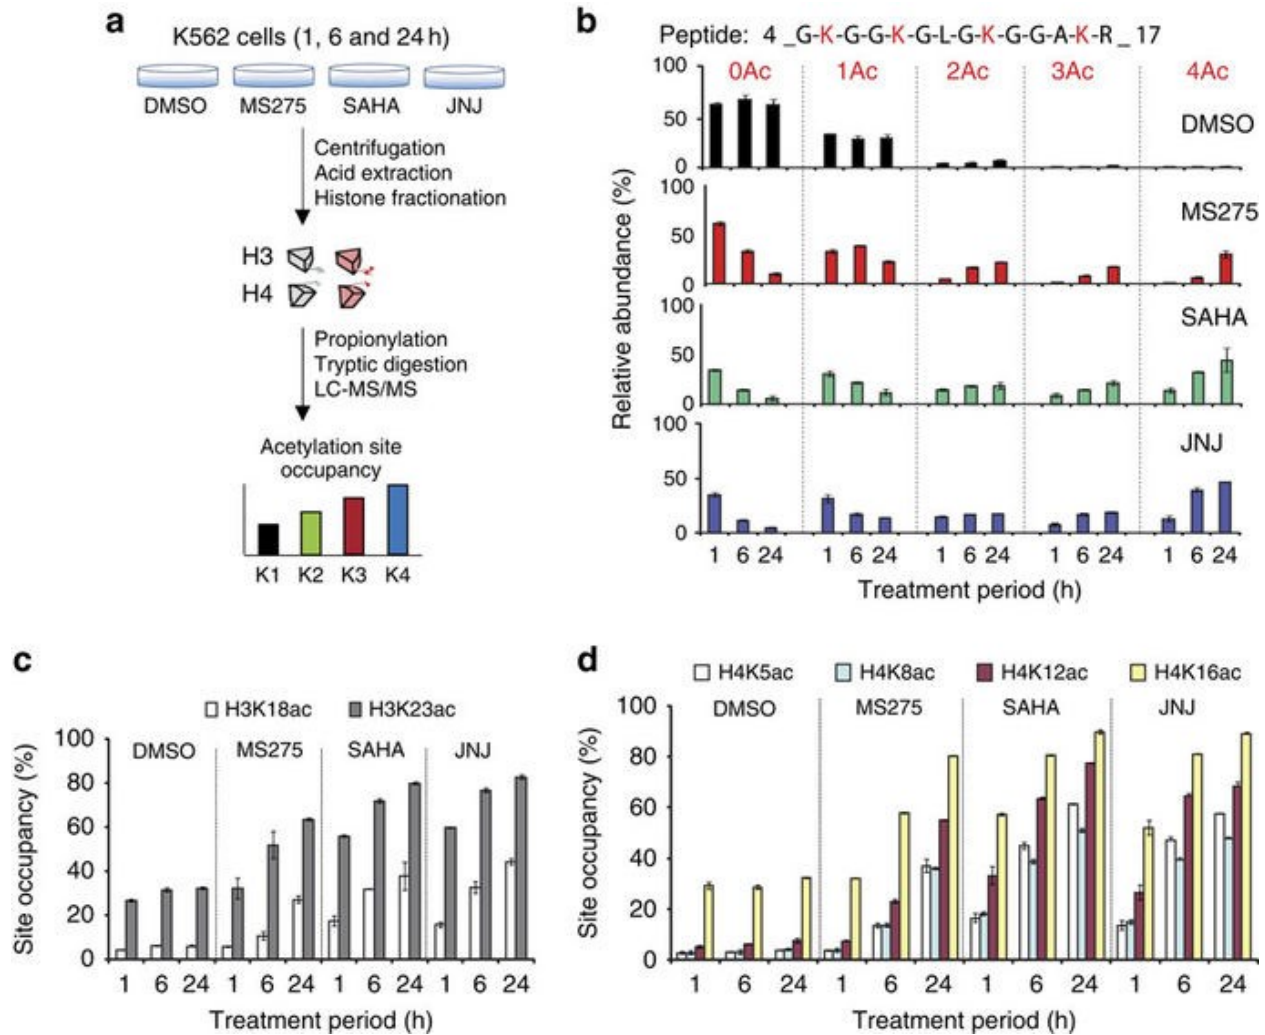 a
K562 cells (1, 6 and 24 h)
DMSO MS275 SAHA JNJ
Centrifugation
Acid extraction
Histone fractionation
H3
H4
Propionylation
Tryptic digestion
LC-MS/MS
Acetylation site
occupancy
K1 K2 K3 K4
b
Peptide: 4 _G-K-G-G-K-G-L-G-K-G-G-A-K-R_ 17
0Ac 1Ac 2Ac 3Ac 4Ac
Relative abundance (%)
100
50
0
DMSO
100
50
0
MS275
100
50
0
SAHA
100
50
0
JNJ
1 6 24 1 6 24 1 6 24 1 6 24 1 6 24
Treatment period (h)
c
H3K18ac H3K23ac
DMSO MS275 SAHA JNJ
Site occupancy (%)
100
80
60
40
20
0
1 6 24 1 6 24 1 6 24 1 6 24
Treatment period (h)
d
H4K5ac H4K8ac H4K12ac H4K16ac
DMSO MS275 SAHA JNJ
Site occupancy (%)
100
80
60
40
20
0
1 6 24 1 6 24 1 6 24 1 6 24
Treatment period (h)